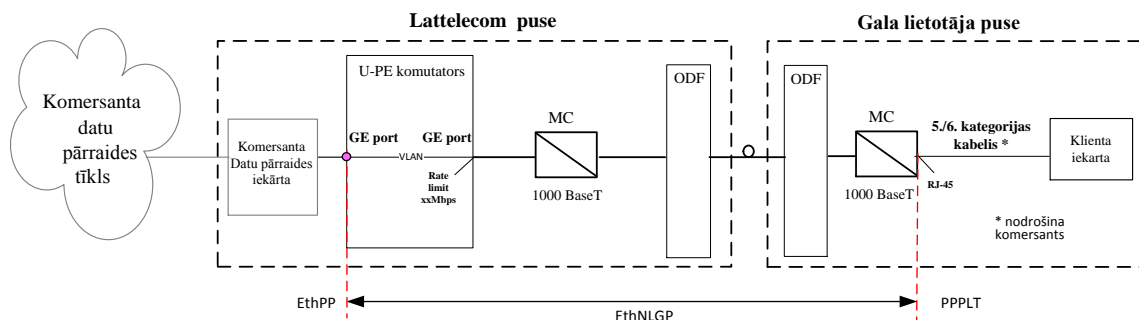 Lattelecom puse
Gala lietotāja puse
Komersanta
datu
pārraides
tīkls
Komersanta
Datu pārraides
iekārta
U-PE komutators
GE port
GE port
VLAN
Rate
limit
xxMbps
MC
1000 BaseT
ODF
ODF
MC
1000 BaseT
5./6. kategorijas
kabelis *
RJ-45
Klienta
iekarta
* nodrošina
komersants
EthPP
EthNLGP
PPPLT